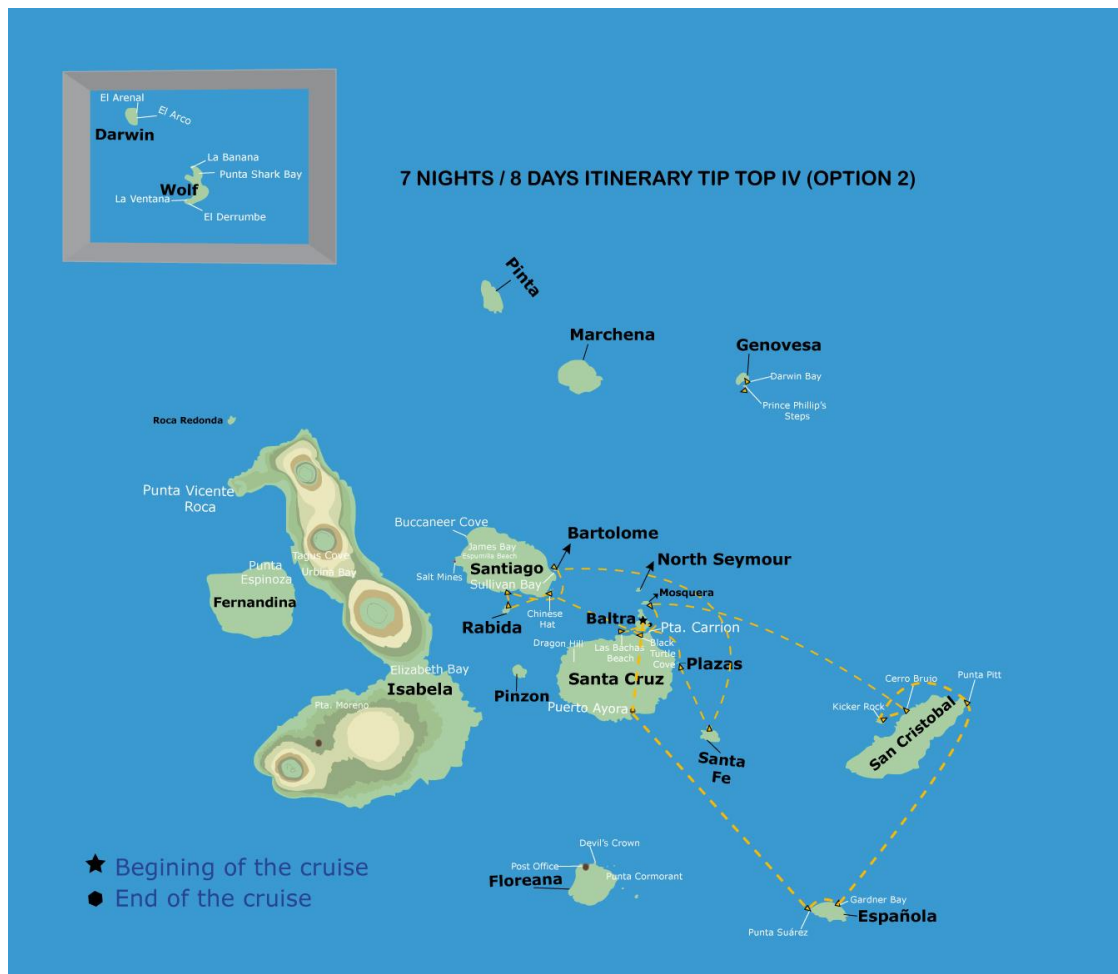 El Arenal
El Arco
Darwin
La Banana
Punta Shark Bay
Wolf
La Ventana
El Derrumbe
7 NIGHTS / 8 DAYS ITINERARY TIP TOP IV (OPTION 2)
Pinta
Marchena
Genovesa
Darwin Bay
Prince Phillip's
Steps
Roca Redonda
Punta Vicente
Roca
Buccaneer Cove
Bartolome
James Bay
Espumilla Beach
North Seymour
Tagus Cove
Santiago
Salt Mines
Sullivan Bay
Punta
Espinoza
Urbina Bay
Mosquera
Fernandina
Chinese
Hat
Rabida
Baltra
Pta. Carrion
Dragon Hill
Las Bachas
Beach
Black
Turtle
Cove
Plazas
Elizabeth Bay
Isabela
Pinzon
Santa Cruz
Cerro Brujo
Punta Pitt
Pta. Moreno
Puerto Ayora
Kicker Rock
San Cristobal
Santa
Fe
Devil's Crown
Post Office
Punta Cormorant
Floreana
Begining of the cruise
End of the cruise
Gardner Bay
Española
Punta Suárez